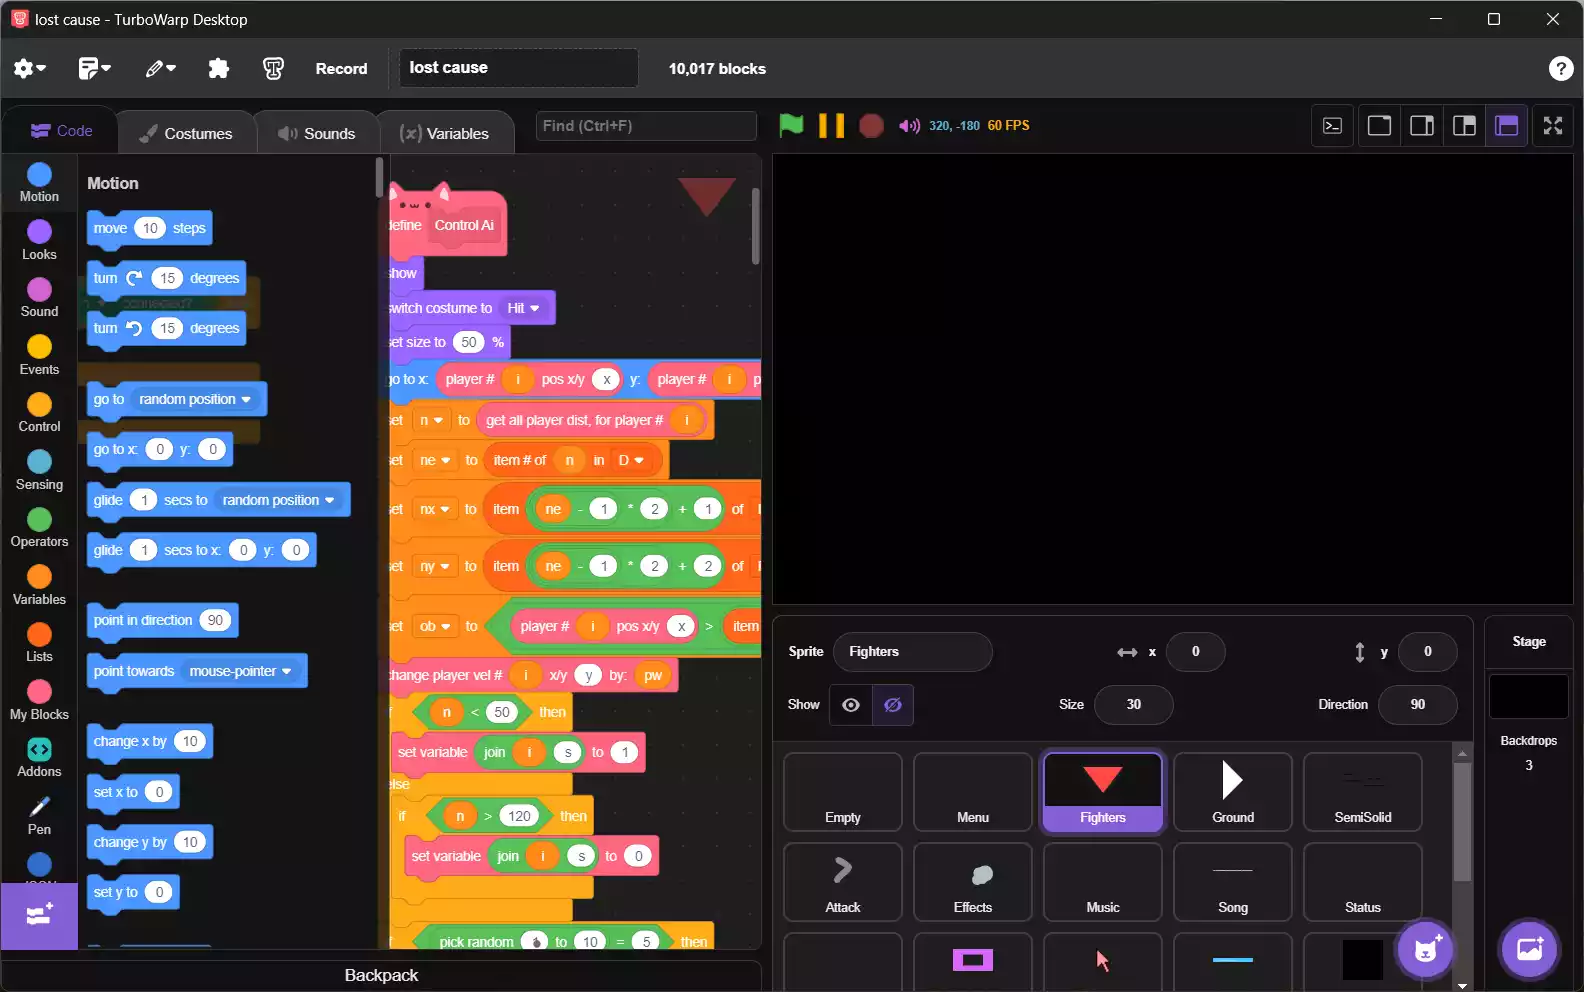 lost cause - TurboWarp Desktop
Record
lost cause
10,017 blocks
?
Code
Costumes
Sounds
(x) Variables
Find (Ctrl+F)
320, -180
60 FPS
Motion
Looks
Sound
Events
Control
Sensing
Operators
Variables
Lists
My Blocks
Addons
Pen
Motion
move 10 steps
turn 15 degrees
turn 15 degrees
go to random position
go to x: 0 y: 0
glide 1 secs to random position
glide 1 secs to x: 0 y: 0
point in direction 90
point towards mouse-pointer
change x by 10
set x to 0
change y by 10
set y to 0
define Control Ai
show
switch costume to Hit
set size to 50 %
go to x: player # i pos x/y x y: player # i p
set n to get all player dist, for player # i
set ne to item # of n in D
set nx to item ne - 1 * 2 + 1 of
set ny to item ne - 1 * 2 + 2 of
set ob to player # i pos x/y x > item
change player vel # i x/y y by: pw
if n < 50 then
set variable join i s to 1
else
if n > 120 then
set variable join i s to 0
if pick random to 10 = 5 then
Backpack
Sprite Fighters x 0 y 0
Show Size 30 Direction 90
Empty
Menu
Fighters
Ground
SemiSolid
Attack
Effects
Music
Song
Status
Stage
Backdrops
3